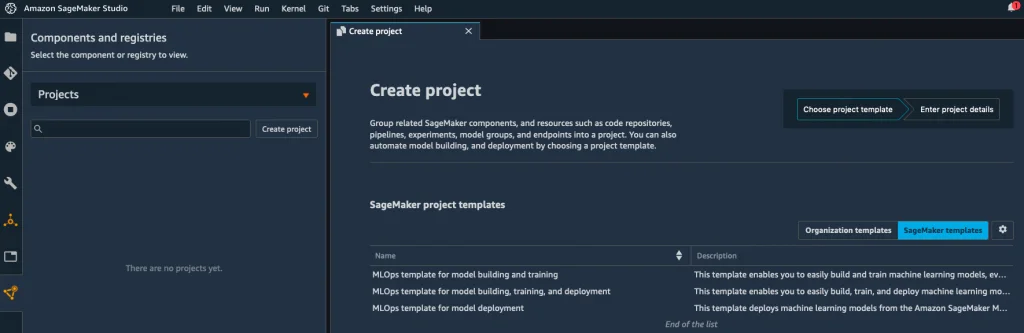 Amazon SageMaker Studio File Edit View Run Kernel Git Tabs Settings Help
1
Components and registries
Select the component or registry to view.
Projects
Create project
There are no projects yet.
Create project
Create project
Choose project template
Enter project details
Group related SageMaker components, and resources such as code repositories,
pipelines, experiments, model groups, and endpoints into a project. You can also
automate model building, and deployment by choosing a project template.
SageMaker project templates
Organization templates
SageMaker templates
Name Description
MLOps template for model building and training This template enables you to easily build and train machine learning models, ev...
MLOps template for model building, training, and deployment This template enables you to easily build, train, and deploy machine learning mo...
MLOps template for model deployment This template deploys machine learning models from the Amazon SageMaker M...
End of the list